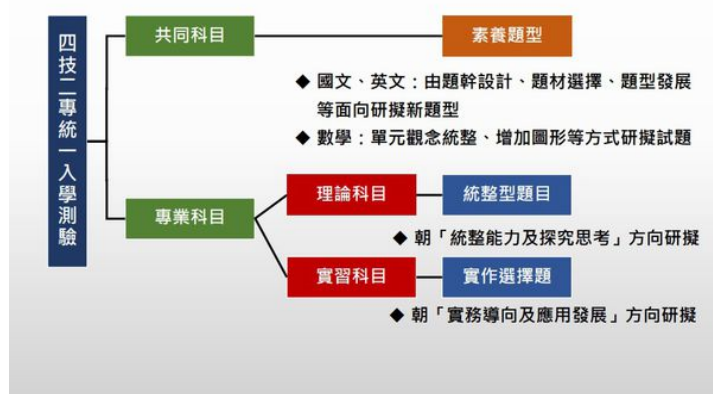 四技二專統一入學測驗
共同科目
素養題型
◆ 國文、英文：由題幹設計、題材選擇、題型發展
等面向研擬新題型
◆ 數學：單元觀念統整、增加圖形等方式研擬試題
專業科目
理論科目
統整型題目
◆ 朝「統整能力及探究思考」方向研擬
實習科目
實作選擇題
◆ 朝「實務導向及應用發展」方向研擬